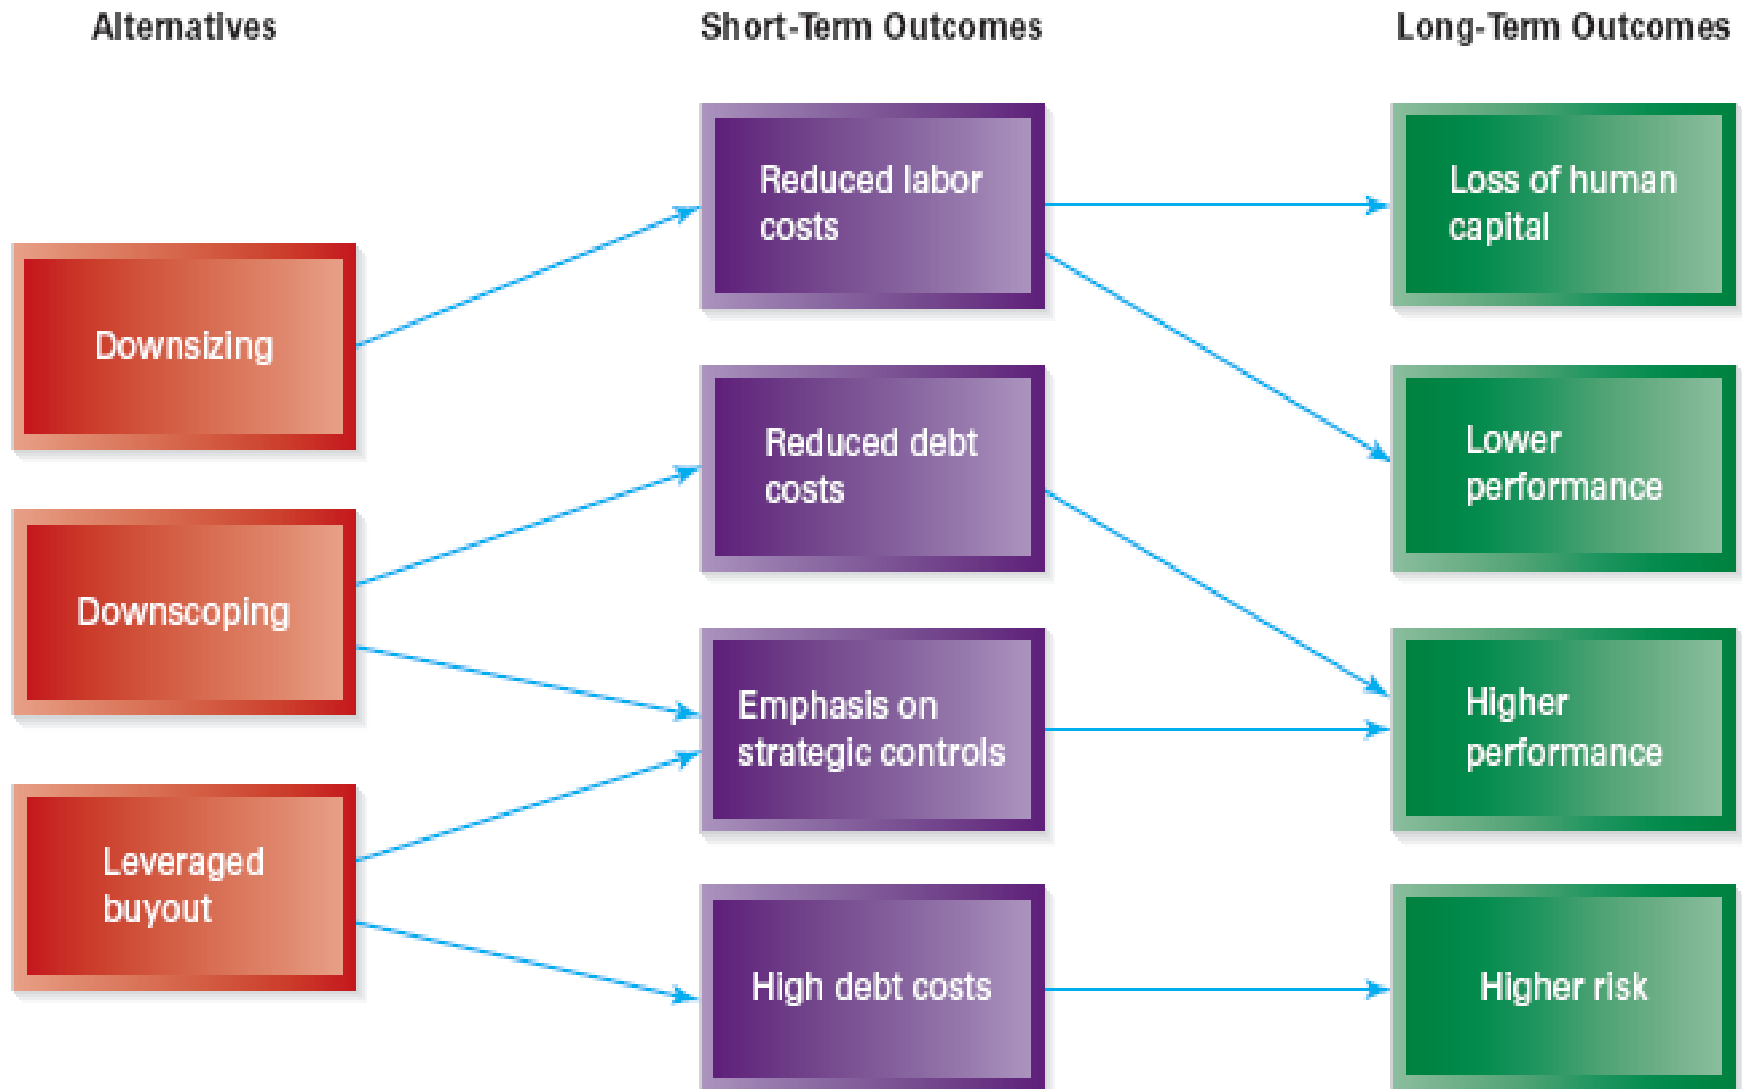 Alternatives
Short-Term Outcomes
Long-Term Outcomes
Downsizing
Downscoping
Leveraged
buyout
Reduced labor
costs
Reduced debt
costs
Emphasis on
strategic controls
High debt costs
Loss of human
capital
Lower
performance
Higher
performance
Higher risk